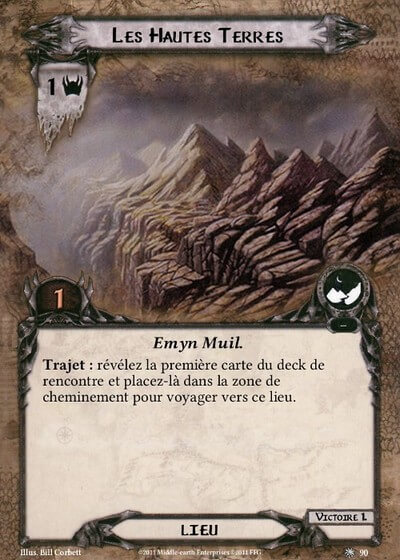 Les Hautes Terres
1
1
–
Emyn Muil.
Trajet : révélez la première carte du deck de
rencontre et placez-là dans la zone de
cheminement pour voyager vers ce lieu.
Victoire 1.
LIEU
Illus. Bill Corbett ©2011 Middle-earth Enterprises ©2011 FFG 90